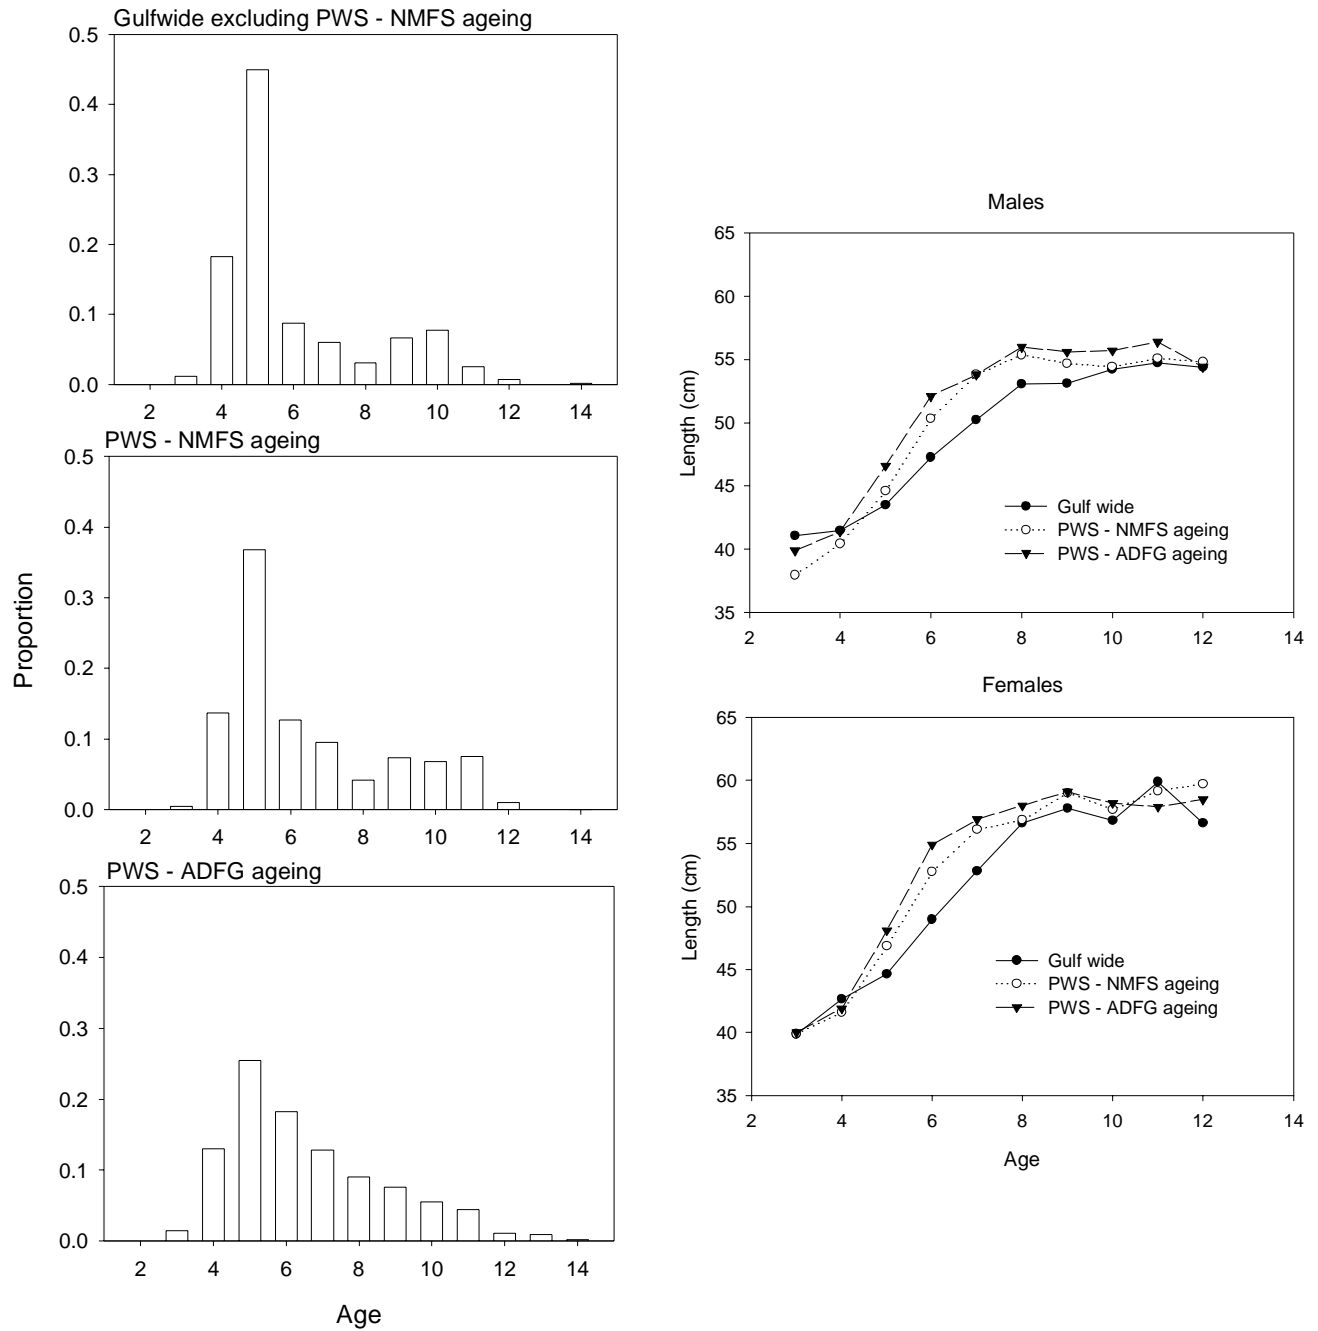 Gulfwide excluding PWS - NMFS ageing
0.5
0.4
0.3
0.2
0.1
0.0
2 4 6 8 10 12 14
PWS - NMFS ageing
0.5
0.4
0.3
0.2
0.1
0.0
2 4 6 8 10 12 14
Proportion
PWS - ADFG ageing
0.5
0.4
0.3
0.2
0.1
0.0
2 4 6 8 10 12 14
Age
Males
65
60
55
50
45
40
35
Length (cm)
Gulf wide
PWS - NMFS ageing
PWS - ADFG ageing
2 4 6 8 10 12 14
Females
65
60
55
50
45
40
35
Length (cm)
Gulf wide
PWS - NMFS ageing
PWS - ADFG ageing
2 4 6 8 10 12 14
Age